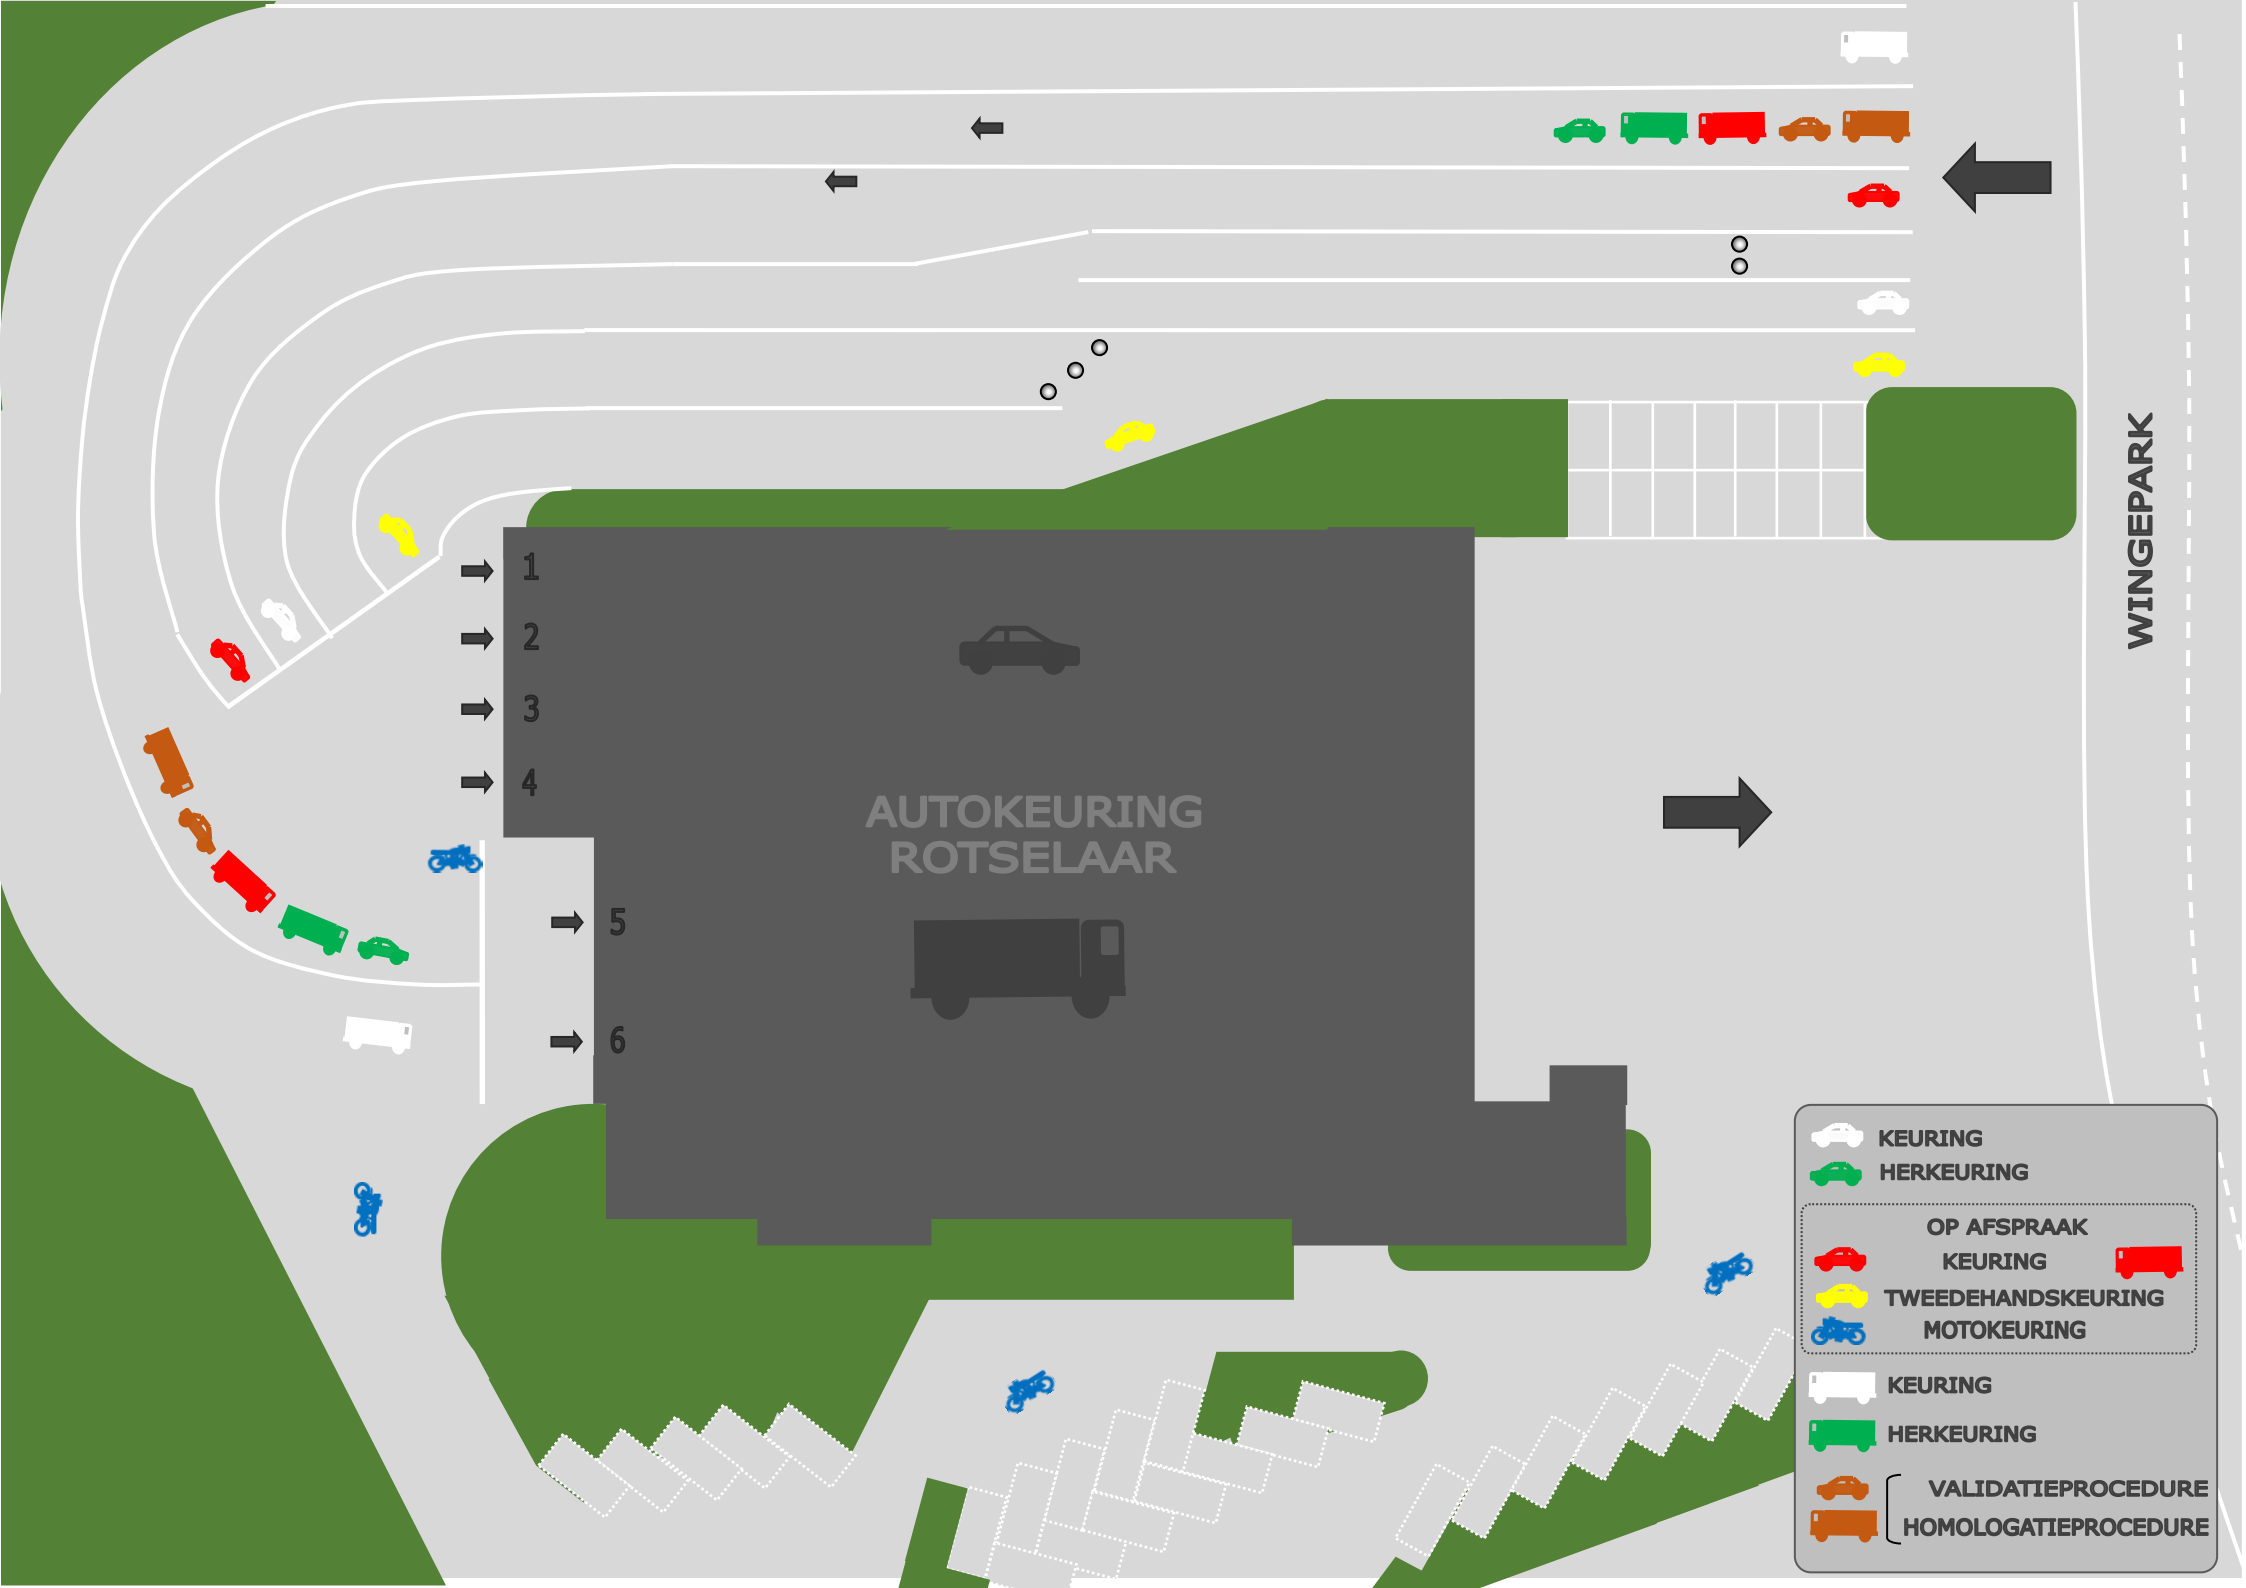 WINGEPARK
1
2
3
4
AUTOKEURING
ROTSELAAR
5
6
KEURING
HERKEURING
OP AFSPRAAK
KEURING
TWEEDEHANDSKEURING
MOTOKEURING
KEURING
HERKEURING
VALIDATIEPROCEDURE
HOMOLOGATIEPROCEDURE